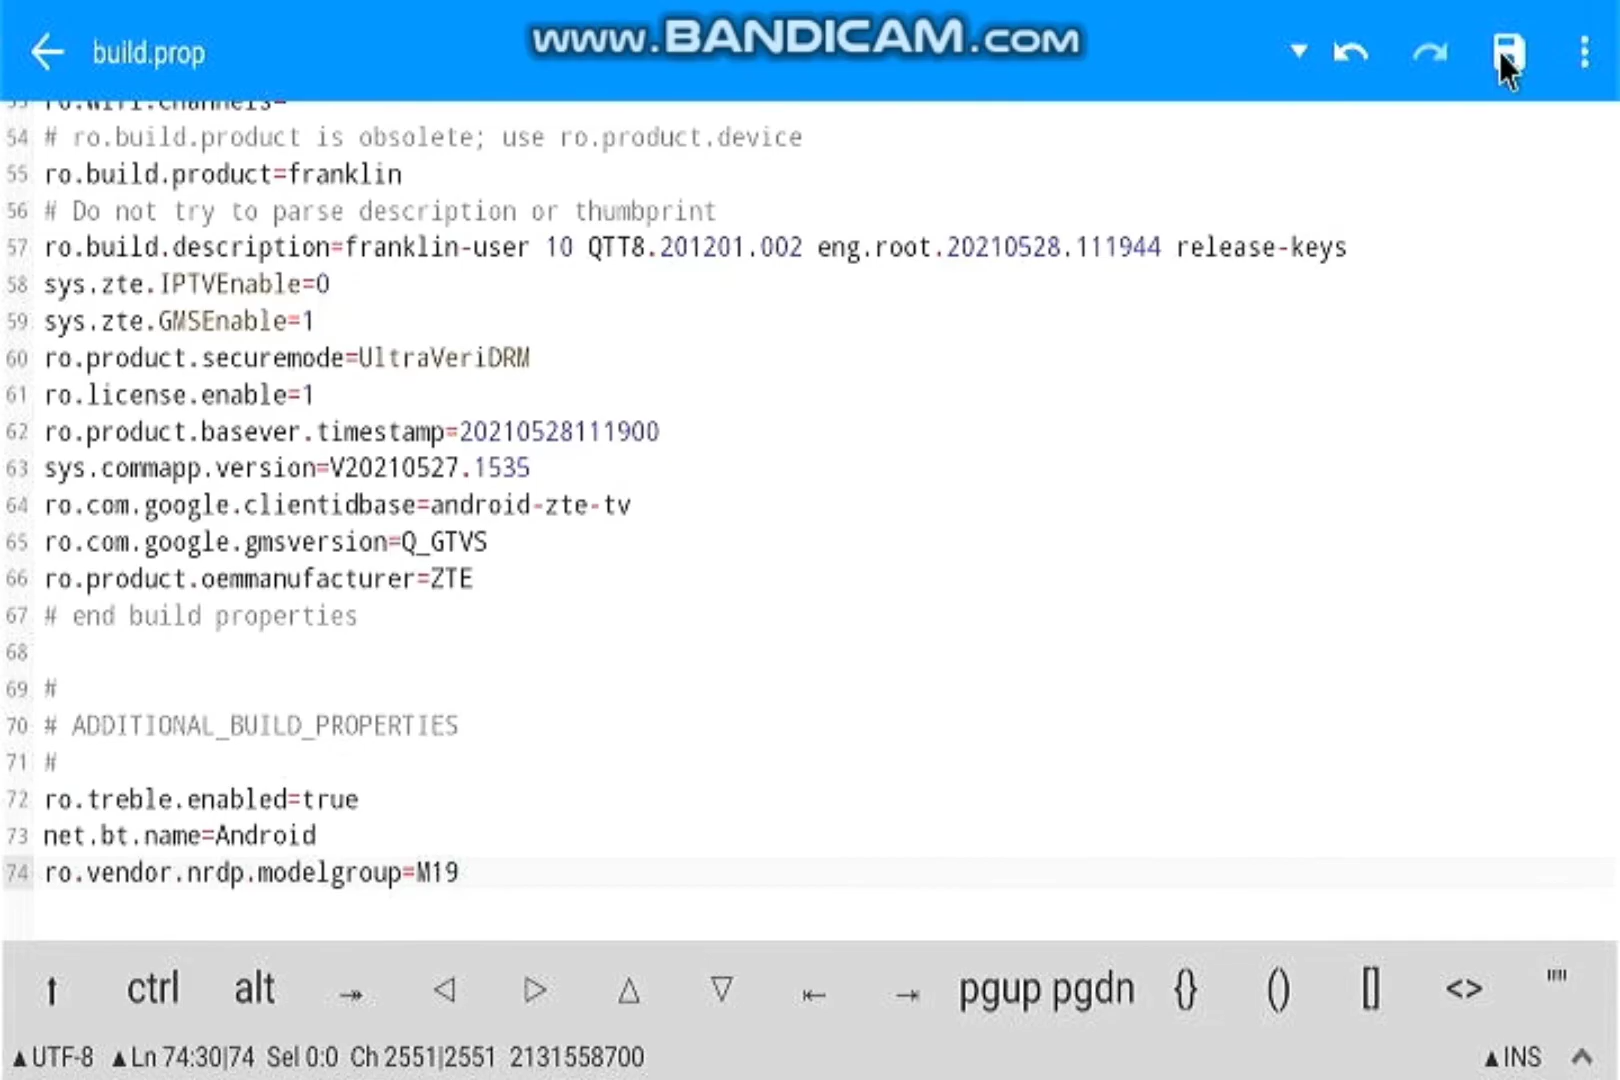 build.prop
www.BANDICAM.com
53 ro.wifi.channels=
54 # ro.build.product is obsolete; use ro.product.device
55 ro.build.product=franklin
56 # Do not try to parse description or thumbprint
57 ro.build.description=franklin-user 10 QTT8.201201.002 eng.root.20210528.111944 release-keys
58 sys.zte.IPTVEnable=0
59 sys.zte.GMSEnable=1
60 ro.product.securemode=UltraVeriDRM
61 ro.license.enable=1
62 ro.product.basever.timestamp=20210528111900
63 sys.commapp.version=V20210527.1535
64 ro.com.google.clientidbase=android-zte-tv
65 ro.com.google.gmsversion=Q_GTVS
66 ro.product.oemmanufacturer=ZTE
67 # end build properties
68
69 #
70 # ADDITIONAL_BUILD_PROPERTIES
71 #
72 ro.treble.enabled=true
73 net.bt.name=Android
74 ro.vendor.nrdp.modelgroup=M19
ctrl alt pgup pgdn {} () [] <> ""
▲UTF-8 ▲Ln 74:30|74 Sel 0:0 Ch 2551|2551 2131558700 ▲INS